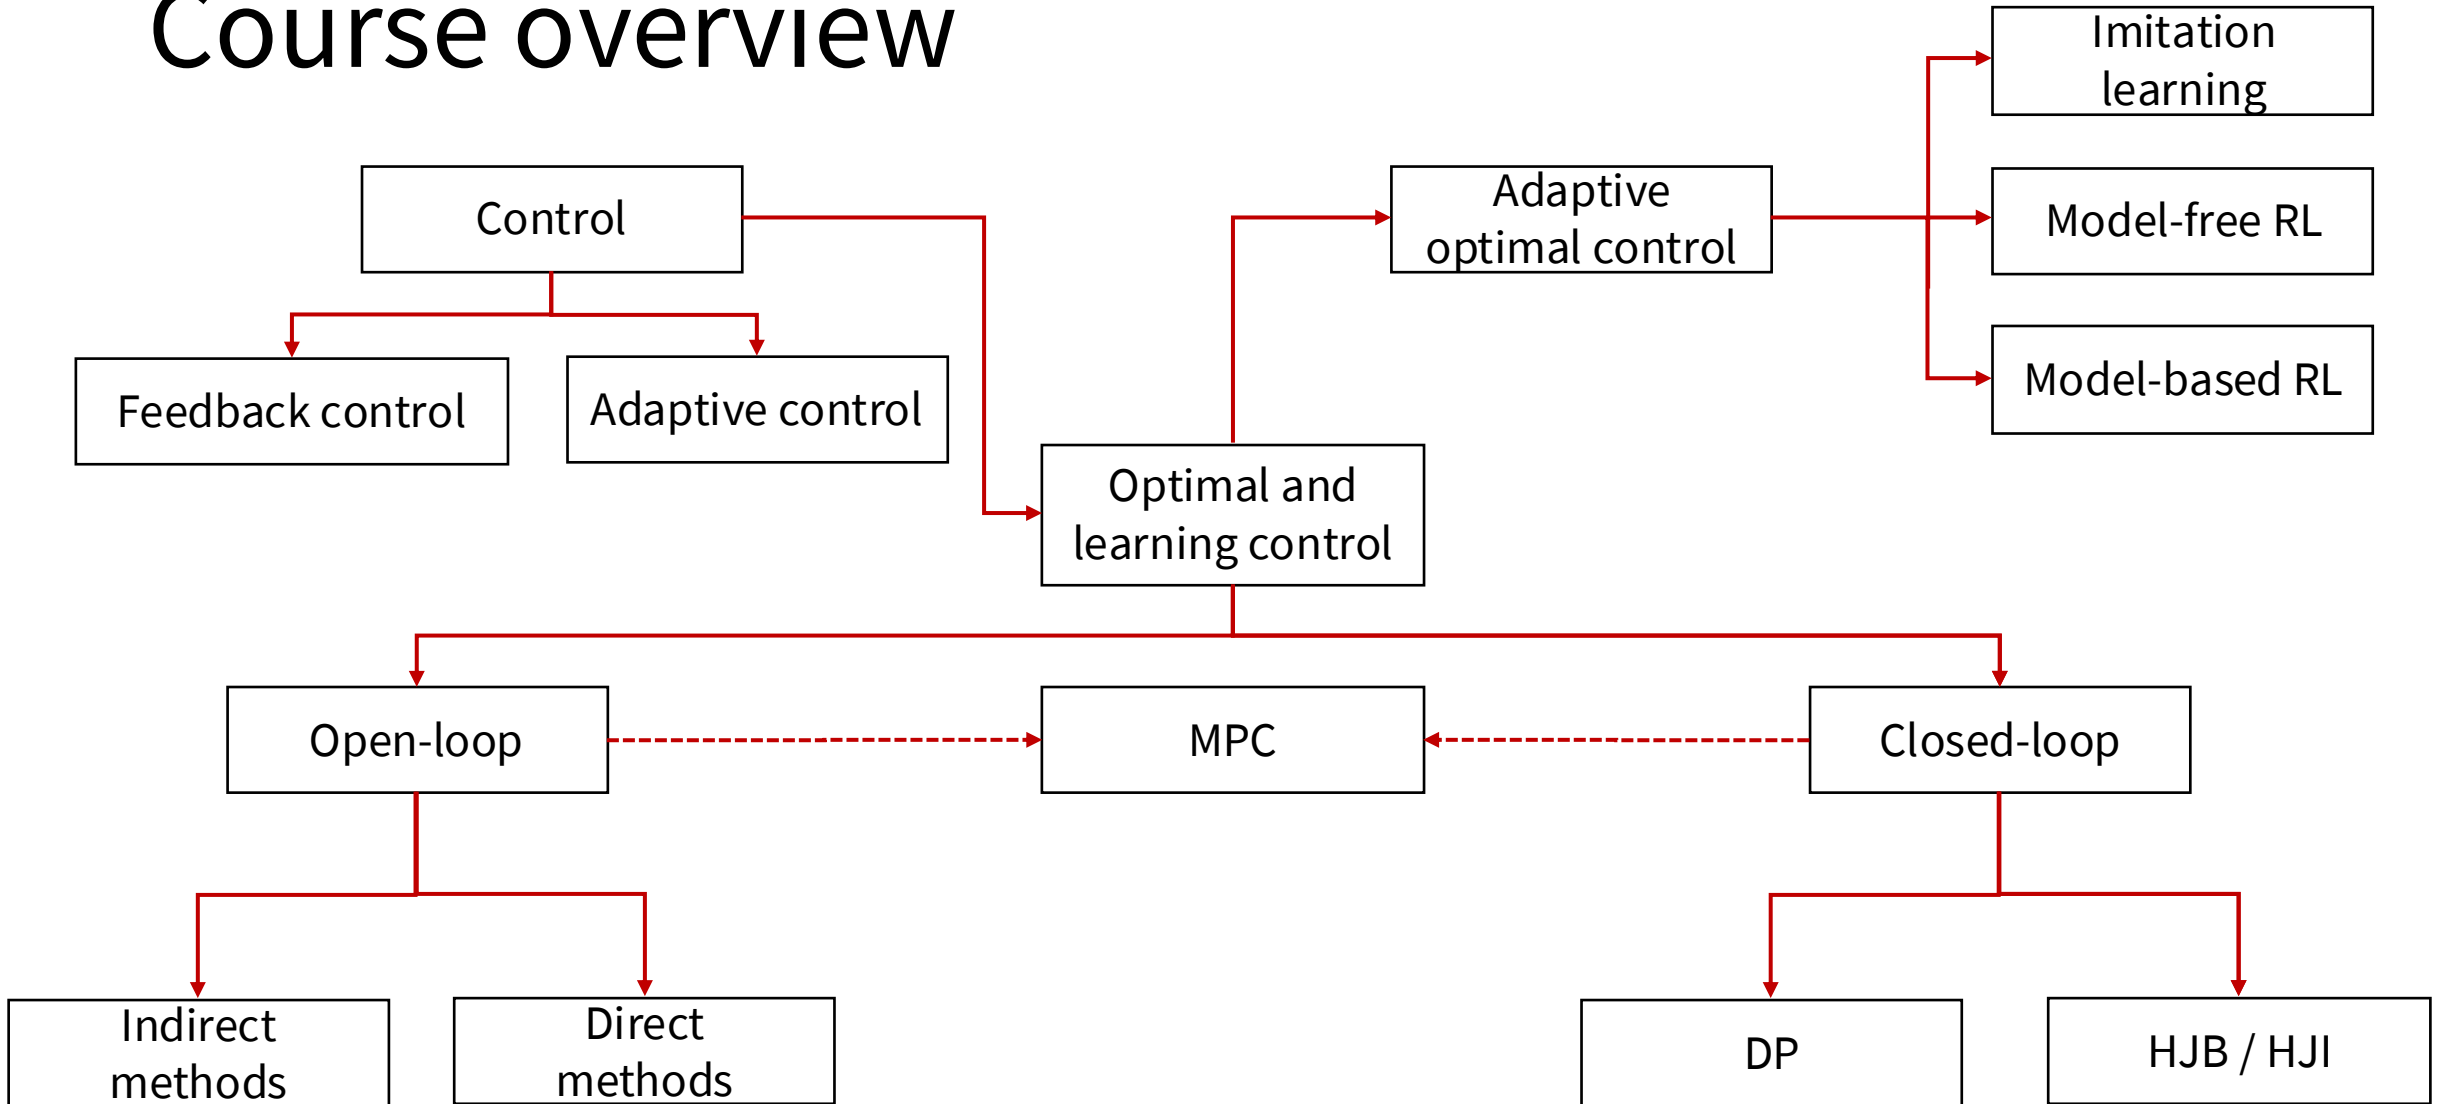 Course overview
Imitation
learning
Control
Adaptive
optimal control
Model-free RL
Feedback control
Adaptive control
Model-based RL
Optimal and
learning control
Open-loop
MPC
Closed-loop
Indirect
methods
Direct
methods
DP
HJB / HJI